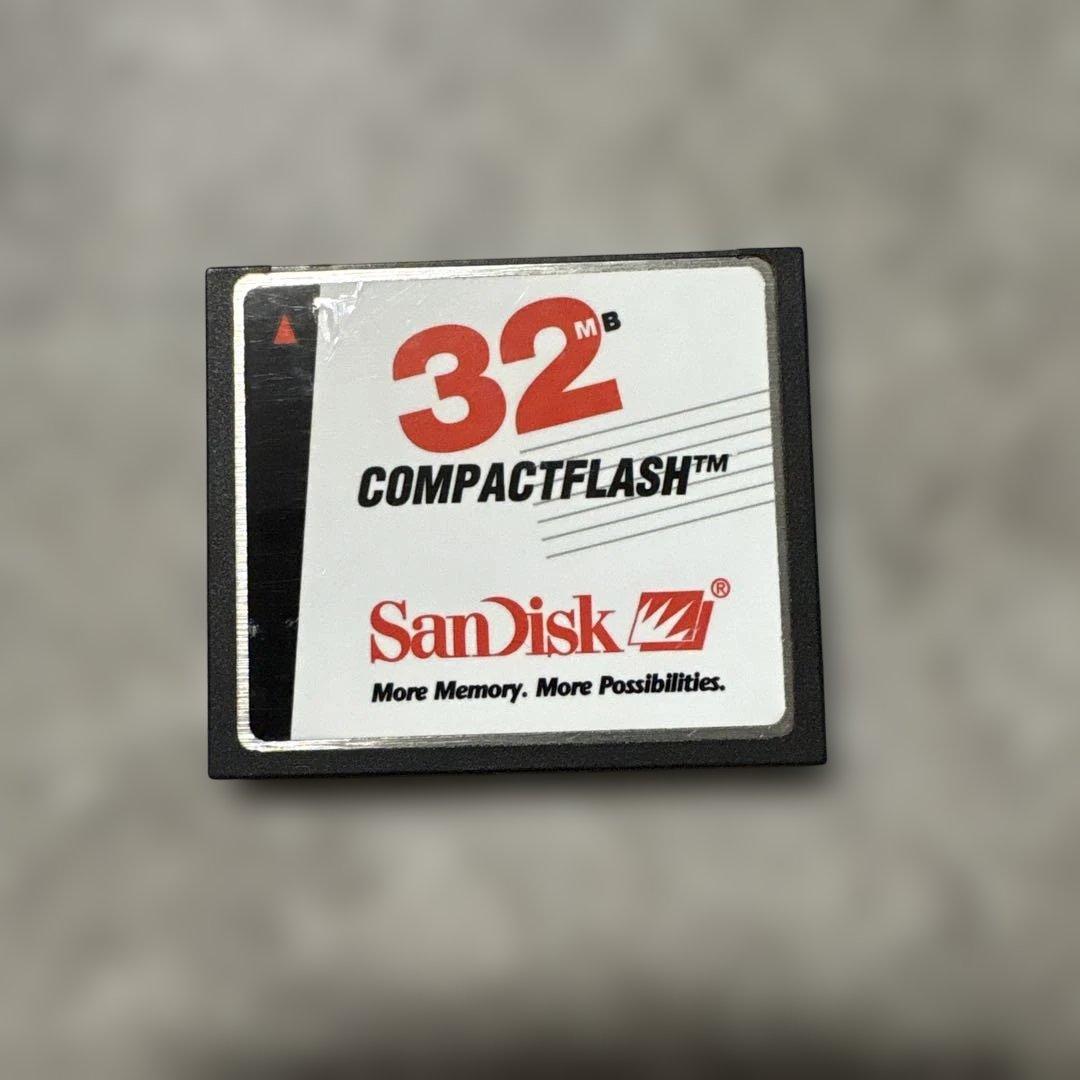 32MB
COMPACTFLASH™
SanDisk®
More Memory. More Possibilities.